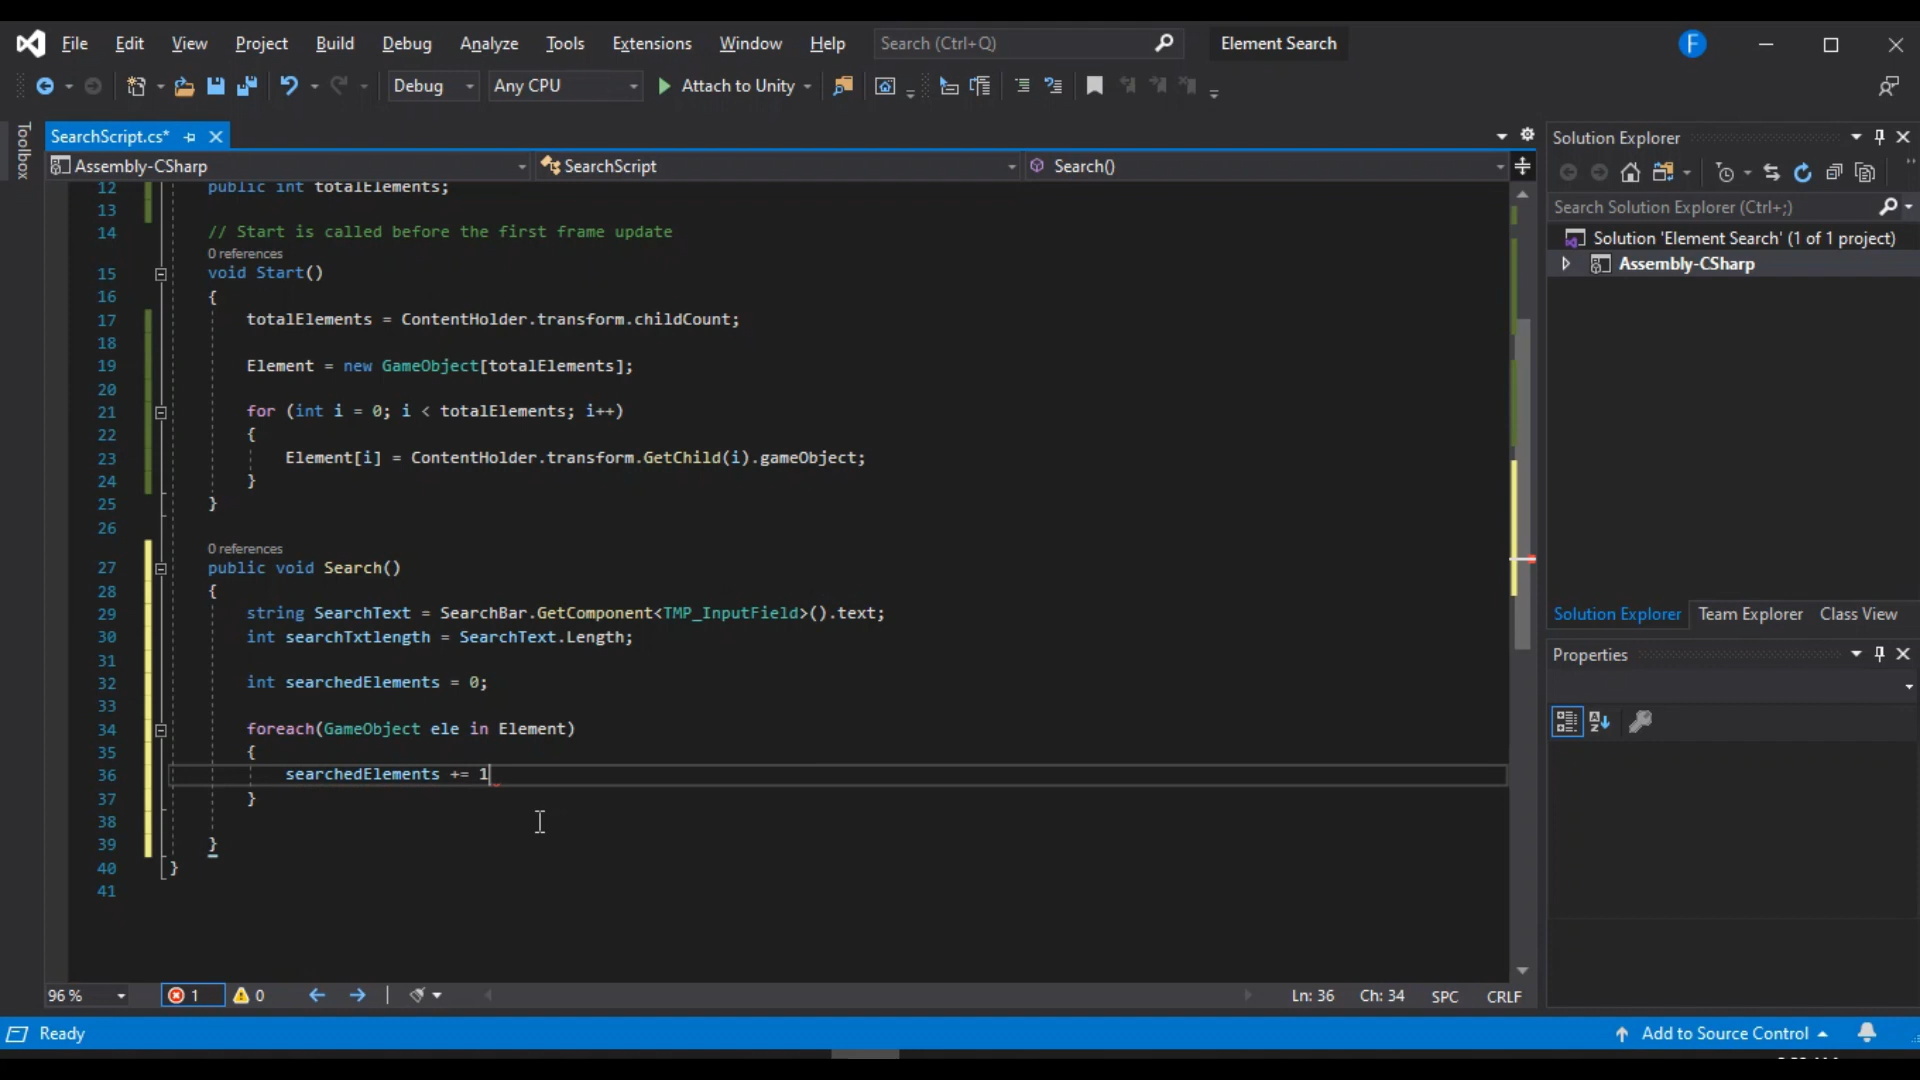 File Edit View Project Build Debug Analyze Tools Extensions Window Help Search (Ctrl+Q) Element Search F
Debug Any CPU Attach to Unity
Toolbox
SearchScript.cs*
Assembly-CSharp SearchScript Search()
12 public int totalElements;
13
14 // Start is called before the first frame update
0 references
15 void Start()
16 {
17 totalElements = ContentHolder.transform.childCount;
18
19 Element = new GameObject[totalElements];
20
21 for (int i = 0; i < totalElements; i++)
22 {
23 Element[i] = ContentHolder.transform.GetChild(i).gameObject;
24 }
25 }
26
0 references
27 public void Search()
28 {
29 string SearchText = SearchBar.GetComponent<TMP_InputField>().text;
30 int searchTxtlength = SearchText.Length;
31
32 int searchedElements = 0;
33
34 foreach(GameObject ele in Element)
35 {
36 searchedElements += 1
37 }
38
39 }
40 }
41
96 % 1 0 Ln: 36 Ch: 34 SPC CRLF
Solution Explorer
Search Solution Explorer (Ctrl+;)
Solution 'Element Search' (1 of 1 project)
Assembly-CSharp
Solution Explorer Team Explorer Class View
Properties
Ready Add to Source Control